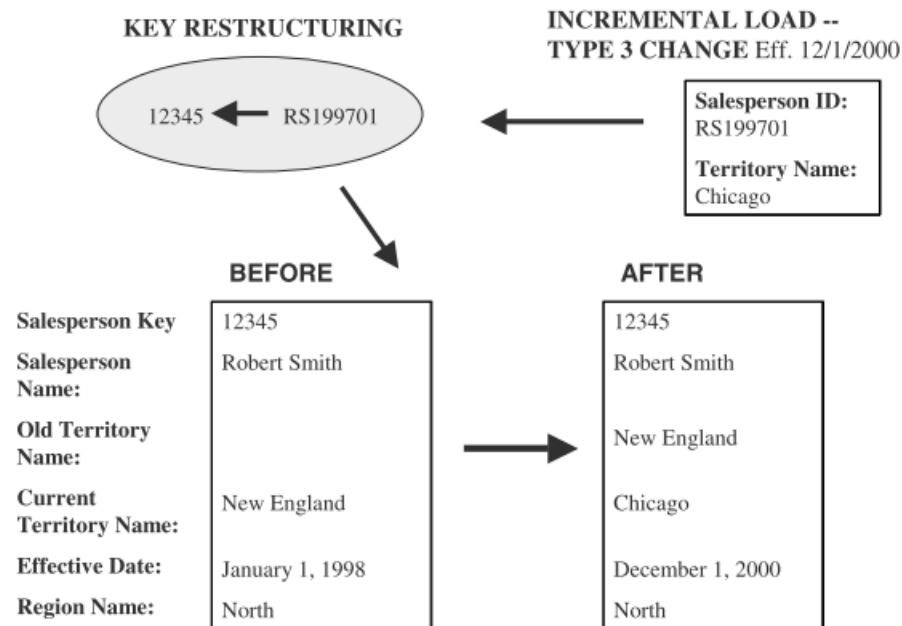 KEY RESTRUCTURING
INCREMENTAL LOAD --
TYPE 3 CHANGE Eff. 12/1/2000
12345
RS199701
Salesperson ID:
RS199701
Territory Name:
Chicago
BEFORE
AFTER
Salesperson Key
12345
12345
Salesperson
Name:
Robert Smith
Robert Smith
Old Territory
Name:
New England
Current
Territory Name:
New England
Chicago
Effective Date:
January 1, 1998
December 1, 2000
Region Name:
North
North